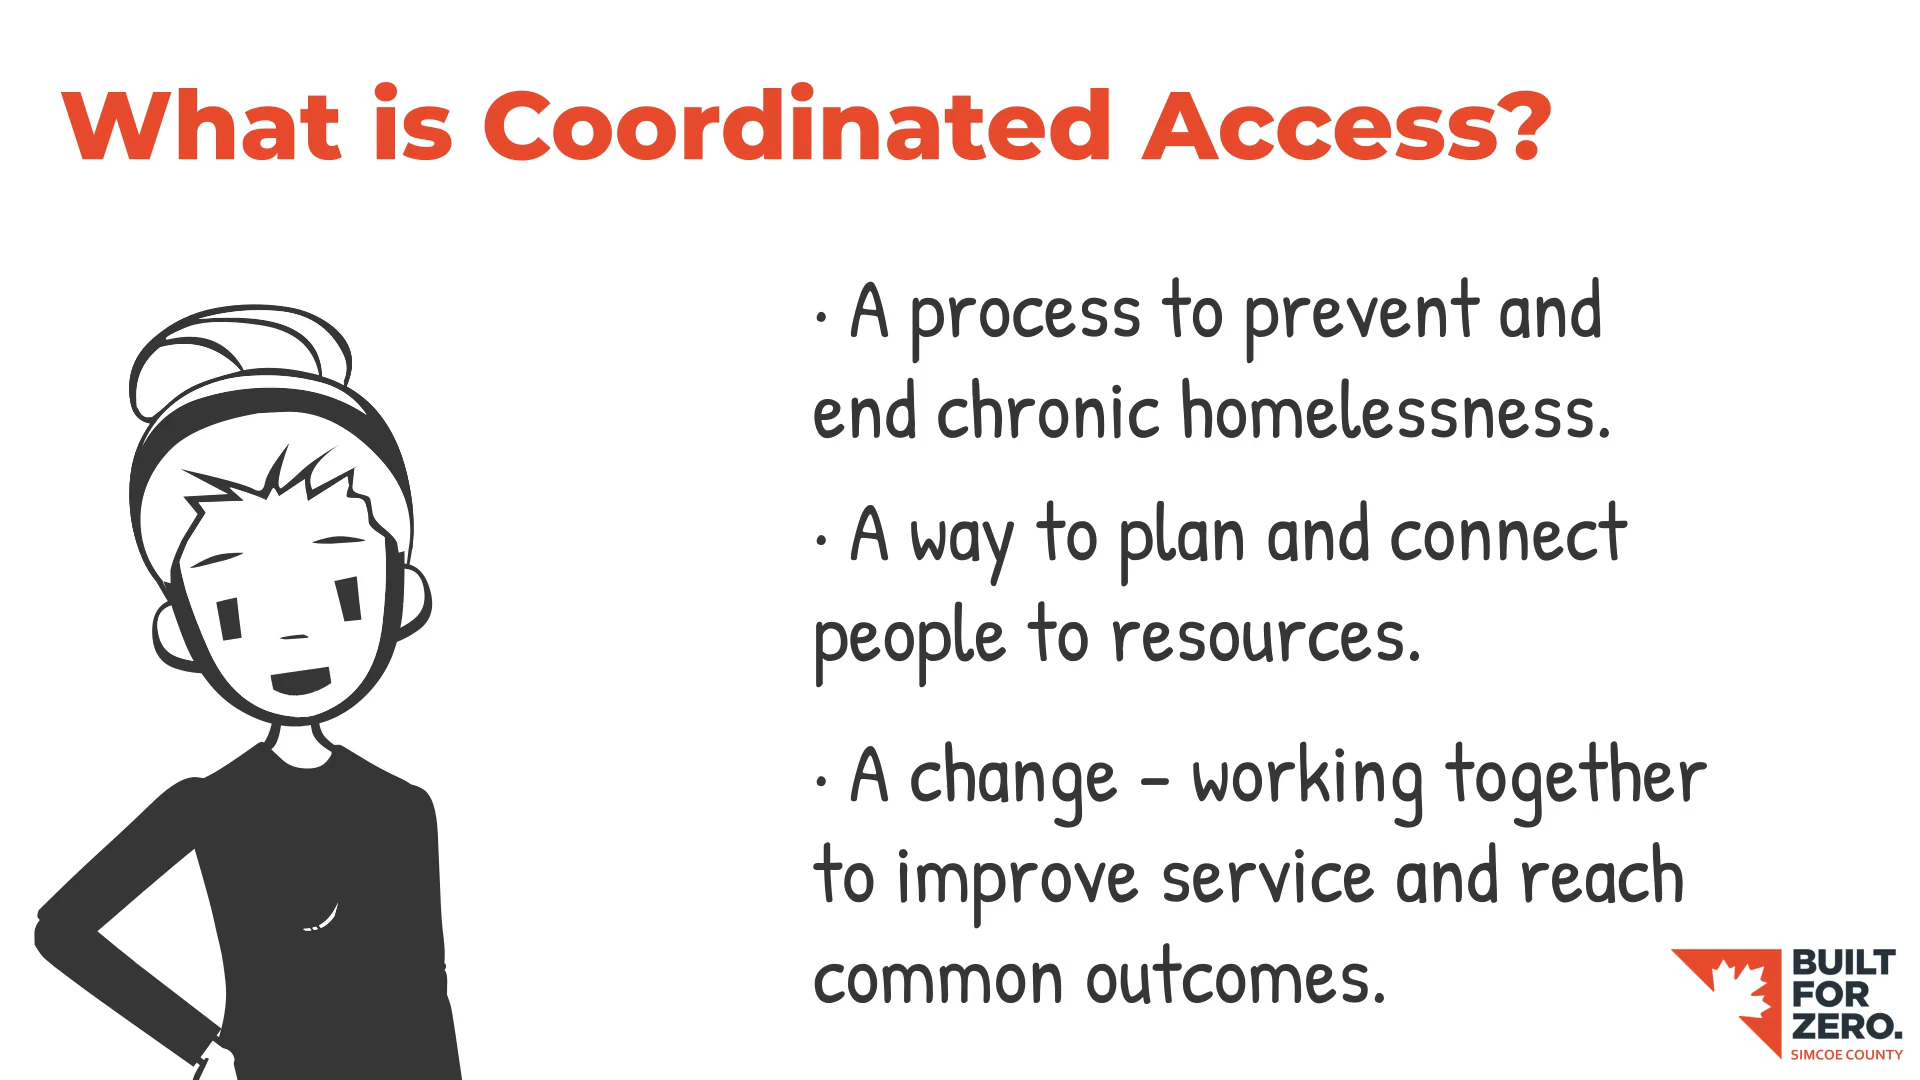 What is Coordinated Access?
· A process to prevent and
end chronic homelessness.
· A way to plan and connect
people to resources.
· A change - working together
to improve service and reach
common outcomes.
BUILT
FOR
ZERO.
SIMCOE COUNTY